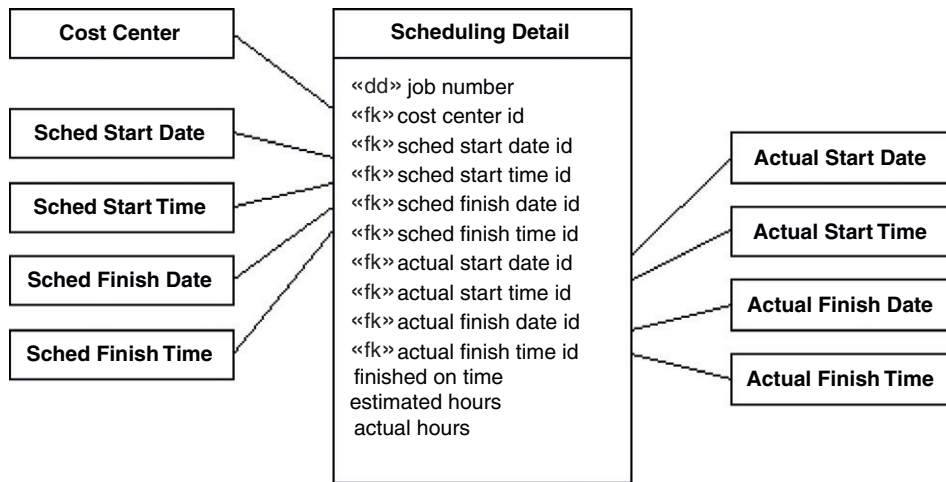 Cost Center
Sched Start Date
Sched Start Time
Sched Finish Date
Sched Finish Time
Scheduling Detail
«dd» job number
«fk» cost center id
«fk» sched start date id
«fk» sched start time id
«fk» sched finish date id
«fk» sched finish time id
«fk» actual start date id
«fk» actual start time id
«fk» actual finish date id
«fk» actual finish time id
finished on time
estimated hours
actual hours
Actual Start Date
Actual Start Time
Actual Finish Date
Actual Finish Time